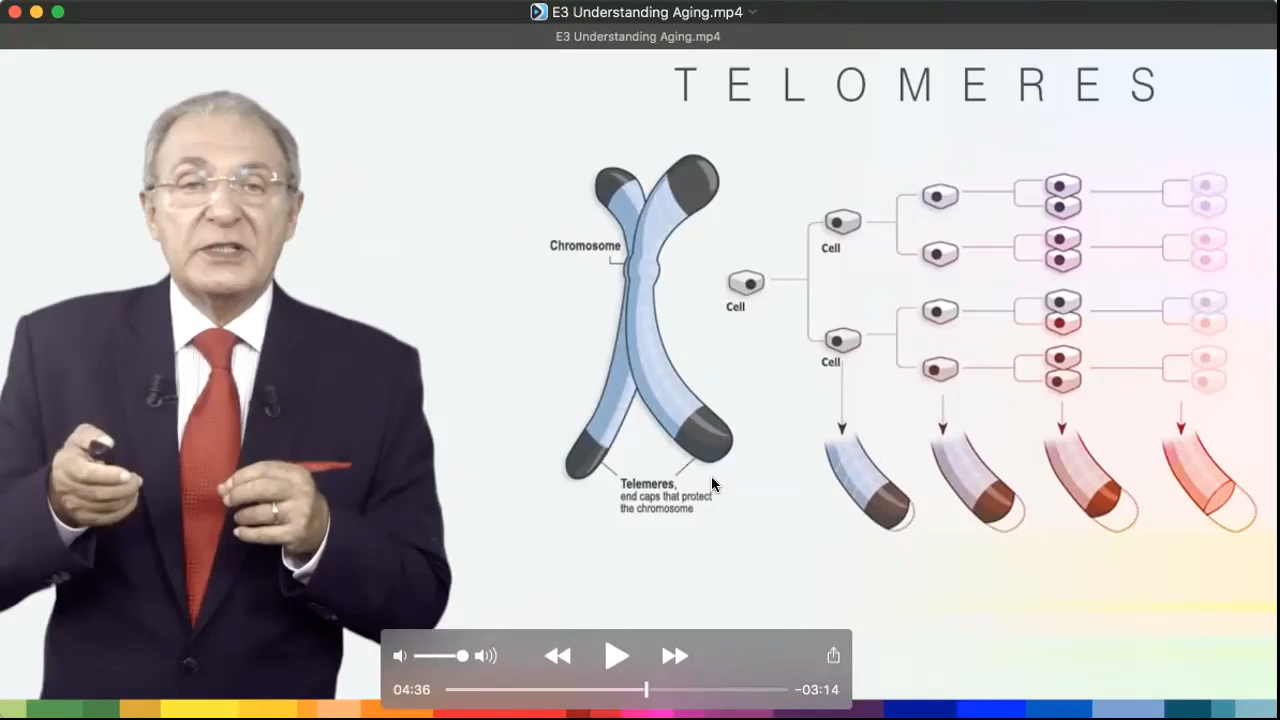 E3 Understanding Aging.mp4
E3 Understanding Aging.mp4
TELOMERES
Chromosome
Cell
Cell
Cell
Telemeres,
end caps that protect
the chromosome
04:36
−03:14